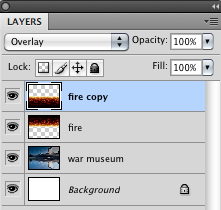 LAYERS
Overlay Opacity: 100%
Lock: Fill: 100%
fire copy
fire
war museum
Background